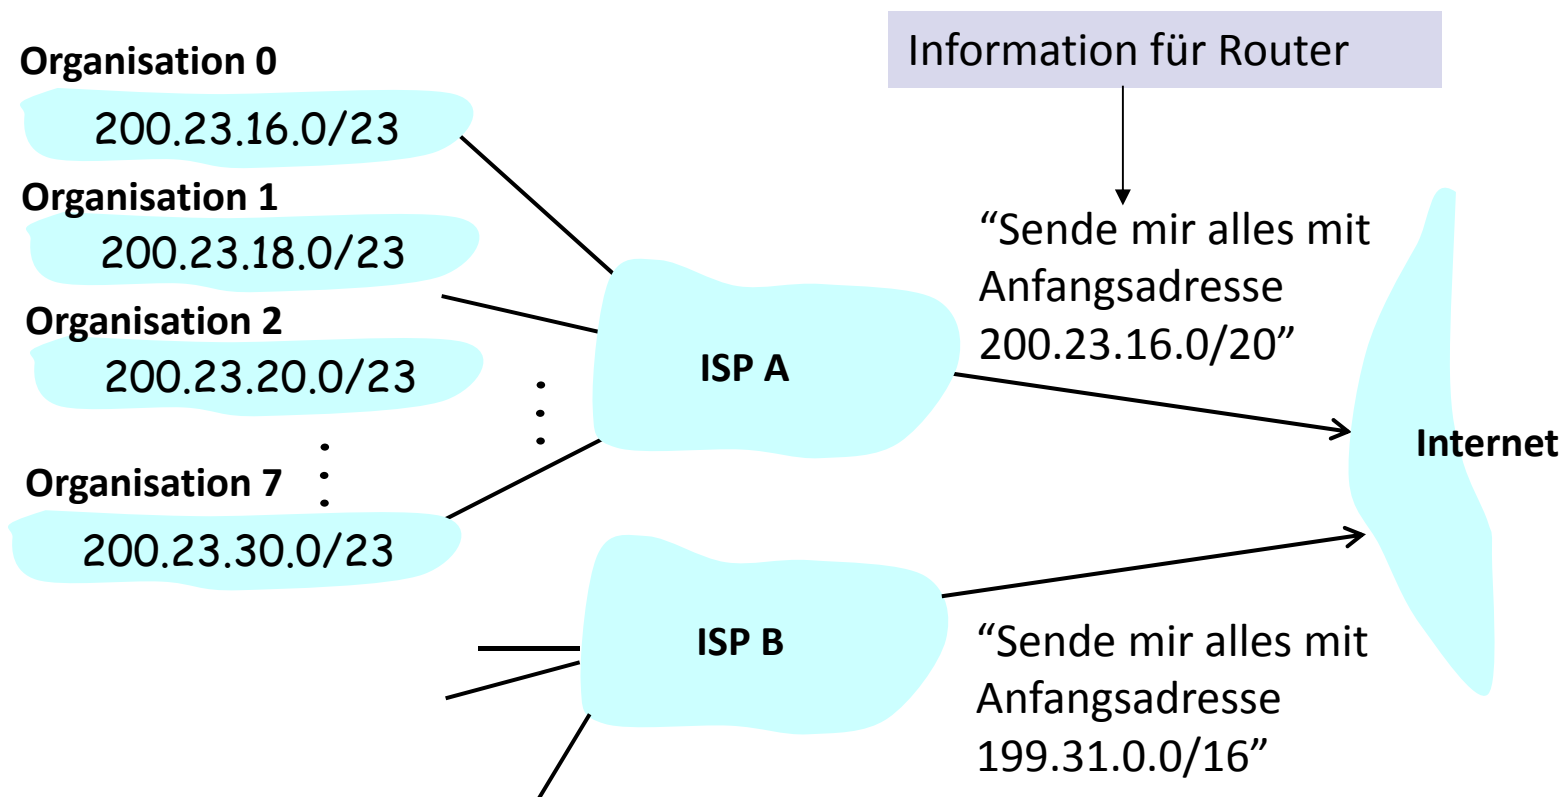 Information für Router
Organisation 0
200.23.16.0/23
Organisation 1
200.23.18.0/23
Organisation 2
200.23.20.0/23
Organisation 7
200.23.30.0/23
ISP A
“Sende mir alles mit
Anfangsadresse
200.23.16.0/20”
Internet
ISP B
“Sende mir alles mit
Anfangsadresse
199.31.0.0/16”